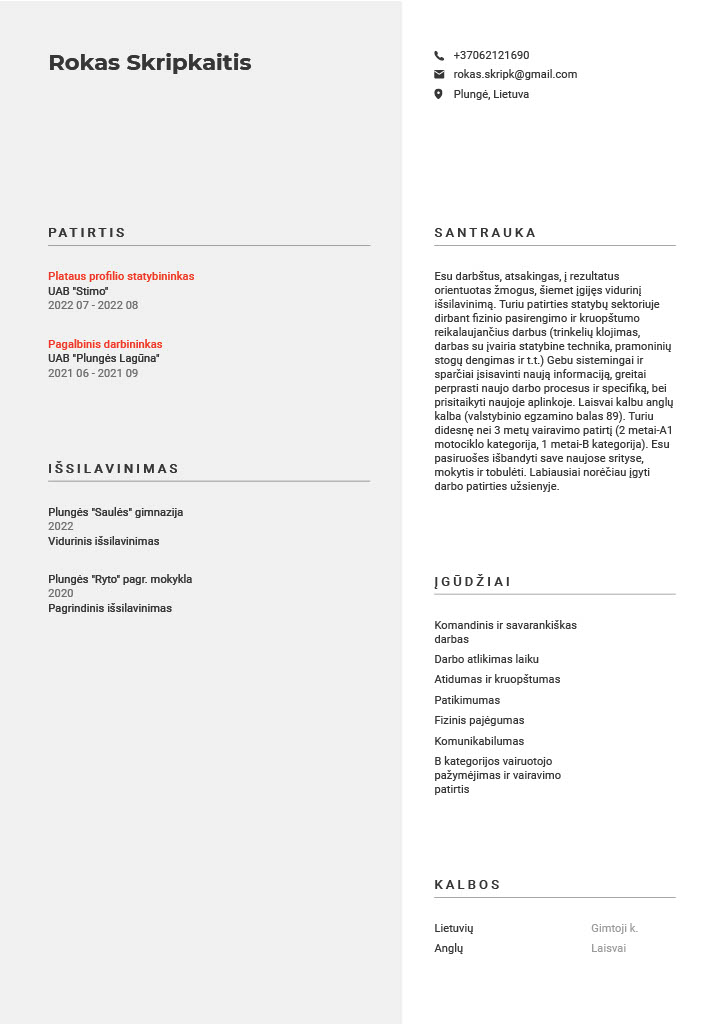 Rokas Skripkaitis
+37062121690
rokas.skripk@gmail.com
Plungė, Lietuva
PATIRTIS
Plataus profilio statybininkas
UAB "Stimo"
2022 07 - 2022 08
Pagalbinis darbininkas
UAB "Plungės Lagūna"
2021 06 - 2021 09
IŠSILAVINIMAS
Plungės "Saulės" gimnazija
2022
Vidurinis išsilavinimas
Plungės "Ryto" pagr. mokykla
2020
Pagrindinis išsilavinimas
SANTRAUKA
Esu darbštus, atsakingas, į rezultatus
orientuotas žmogus, šiemet įgijęs vidurinį
išsilavinimą. Turiu patirties statybų sektoriuje
dirbant fizinio pasirengimo ir kruopštumo
reikalaujančius darbus (trinkelių klojimas,
darbas su įvairia statybine technika, pramoninių
stogų dengimas ir t.t.) Gebu sistemingai ir
sparčiai įsisavinti naują informaciją, greitai
perprasti naujo darbo procesus ir specifiką, bei
prisitaikyti naujoje aplinkoje. Laisvai kalbu anglų
kalba (valstybinio egzamino balas 89). Turiu
didesnę nei 3 metų vairavimo patirtį (2 metai-A1
motociklo kategorija, 1 metai-B kategorija). Esu
pasiruošes išbandyti save naujose srityse,
mokytis ir tobulėti. Labiausiai norėčiau įgyti
darbo patirties užsienyje.
ĮGŪDŽIAI
Komandinis ir savarankiškas
darbas
Darbo atlikimas laiku
Atidumas ir kruopštumas
Patikimumas
Fizinis pajėgumas
Komunikabilumas
B kategorijos vairuotojo
pažymėjimas ir vairavimo
patirtis
KALBOS
Lietuvių Gimtoji k.
Anglų Laisvai